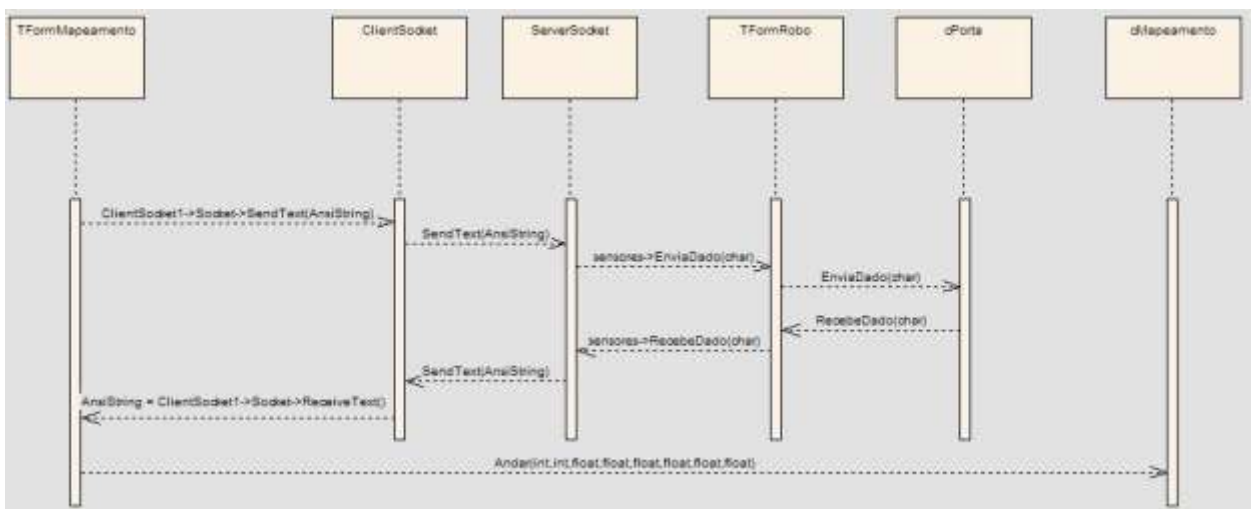 TFormMapeamento
ClientSocket
ServerSocket
TFormRobo
cPorta
cMapeamento
ClientSocket1->Socket->SendText(AnsiString)
SendText(AnsiString)
sensores->EnviaDado(char)
EnviaDado(char)
RecebeDado(char)
sensores->RecebeDado(char)
SendText(AnsiString)
AnsiString = ClientSocket1->Socket->ReceiveText()
Andar(int,int,float,float,float,float,float,float)